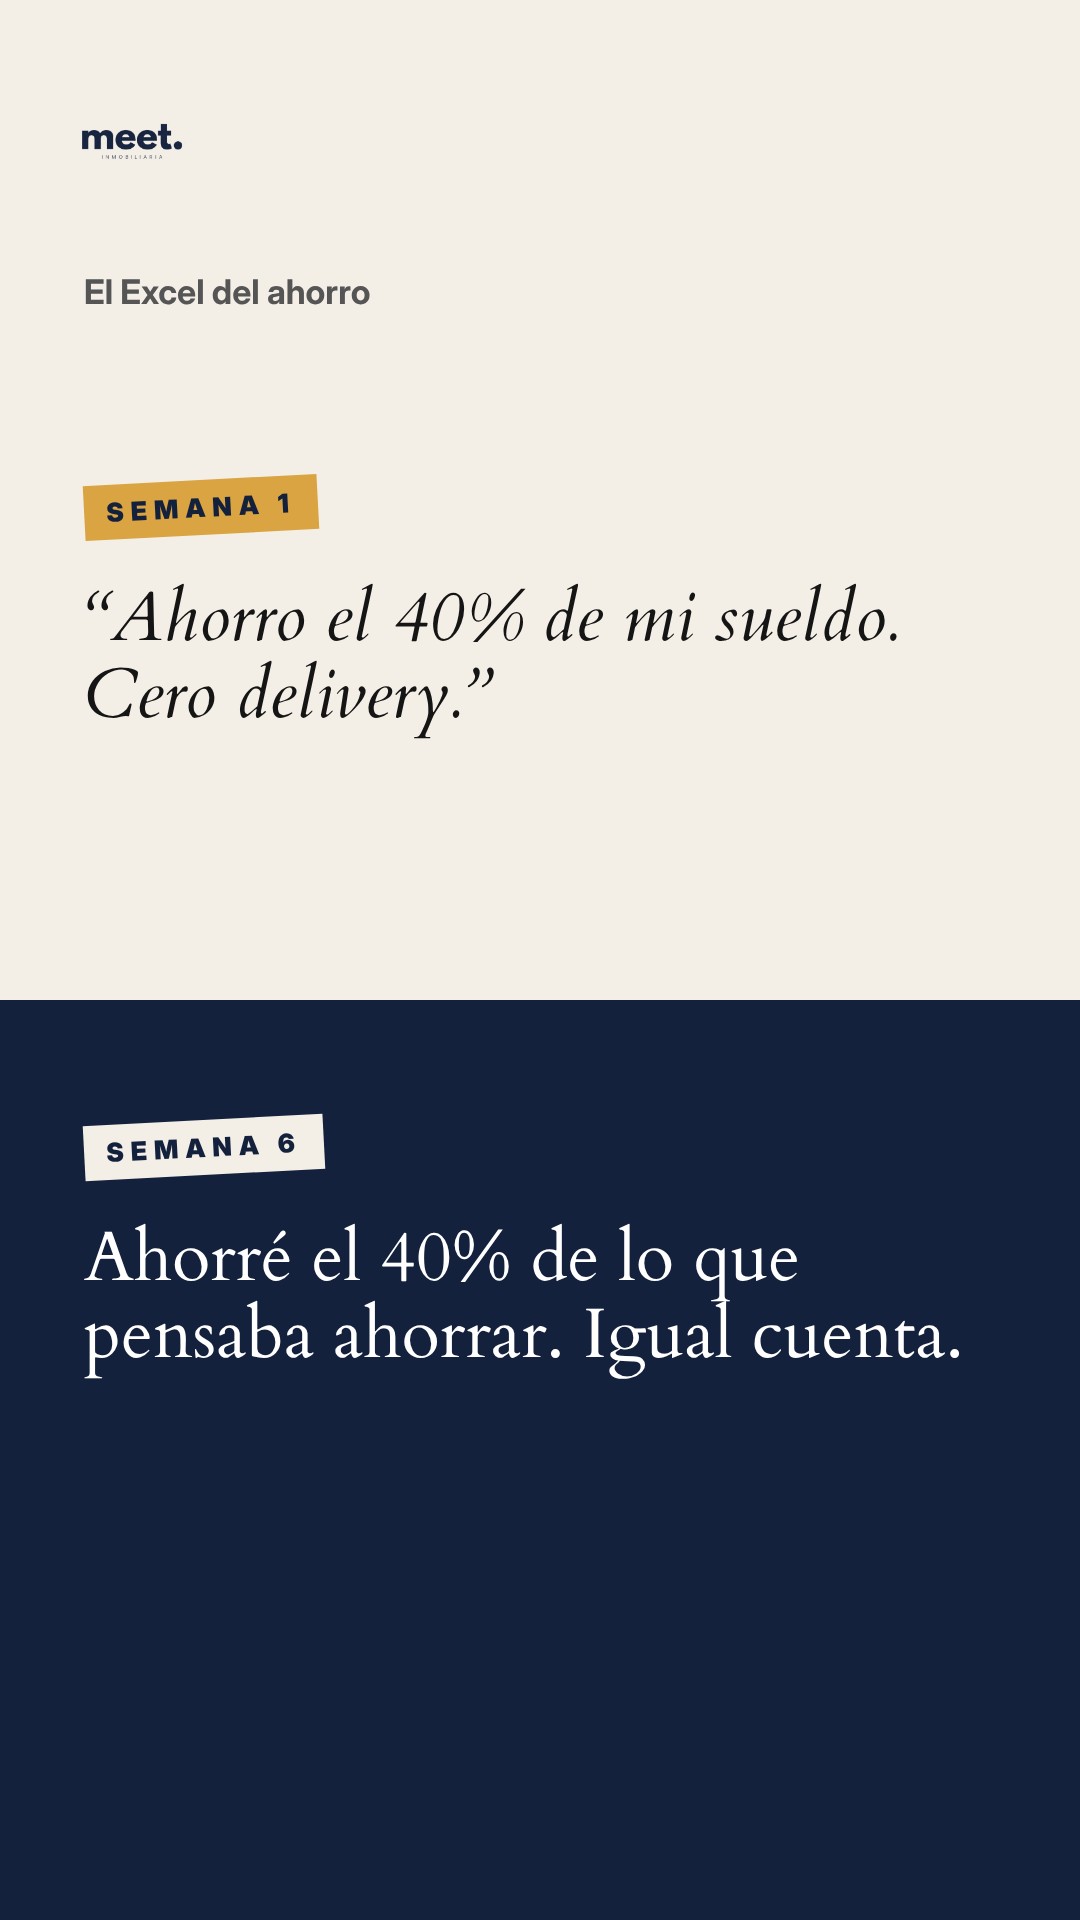 meet.
INMOBILIARIA
El Excel del ahorro
SEMANA 1
“Ahorro el 40% de mi sueldo.
Cero delivery.”
SEMANA 6
Ahorré el 40% de lo que
pensaba ahorrar. Igual cuenta.